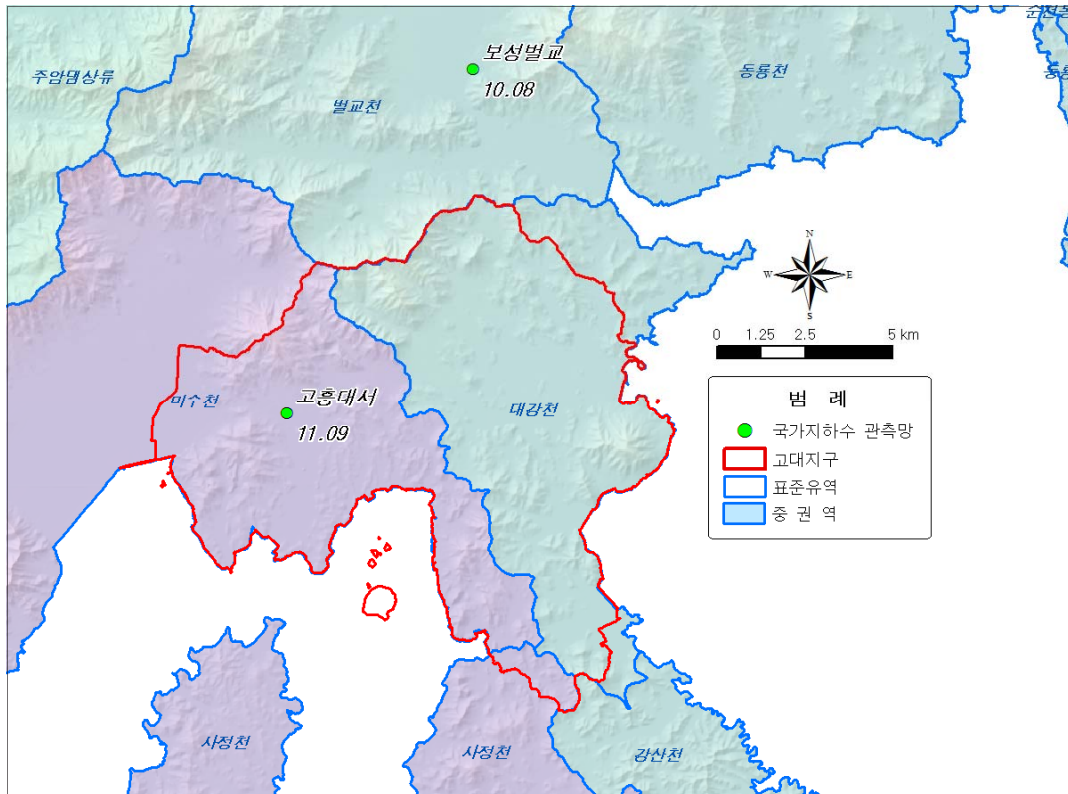 주암댐상류
벌교천
보성벌교
10.08
동룡천
N
W
E
S
0 1.25 2.5 5 km
미수천
고흥대서
11.09
대강천
범 례
국가지하수 관측망
고대지구
표준유역
중 권 역
사정천
사정천
강산천